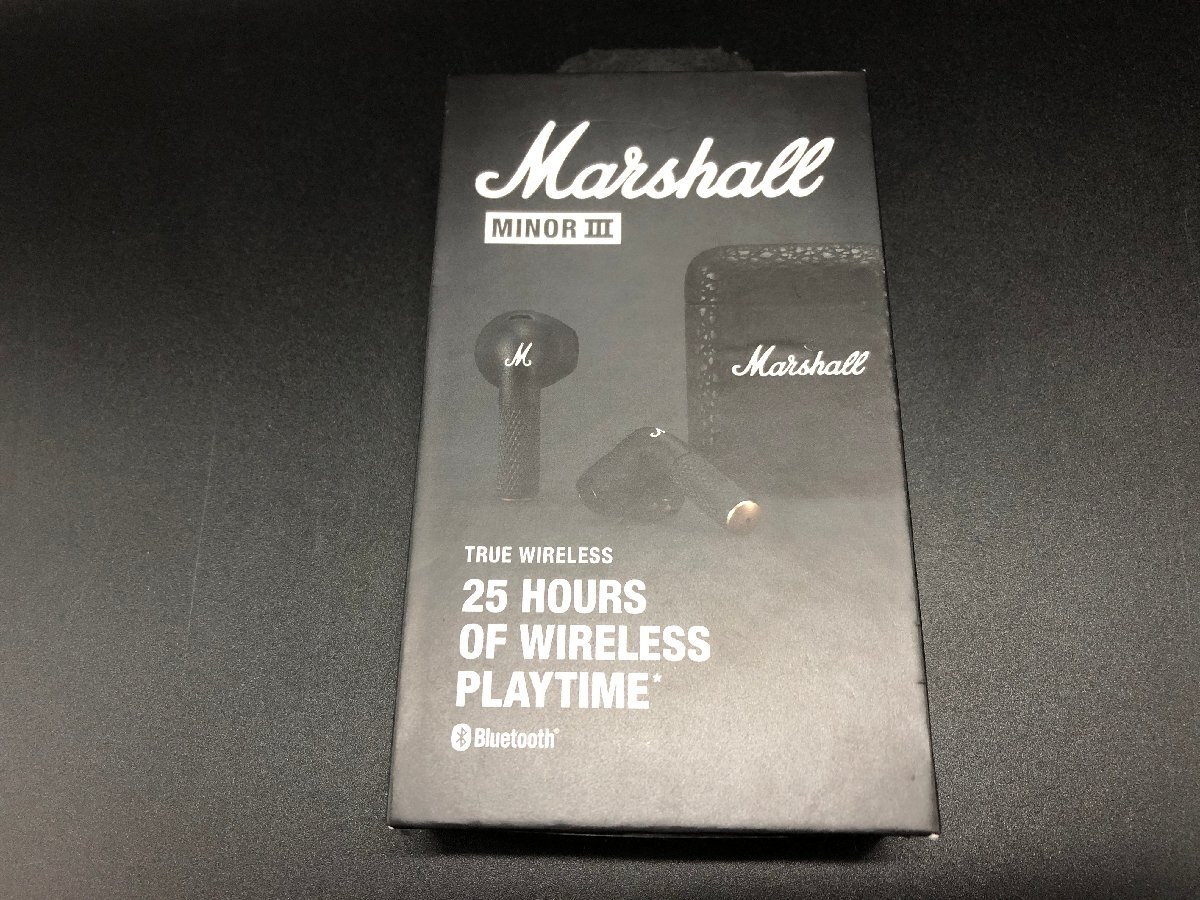 Marshall
MINOR III
M
Marshall
TRUE WIRELESS
25 HOURS
OF WIRELESS
PLAYTIME*
Bluetooth®